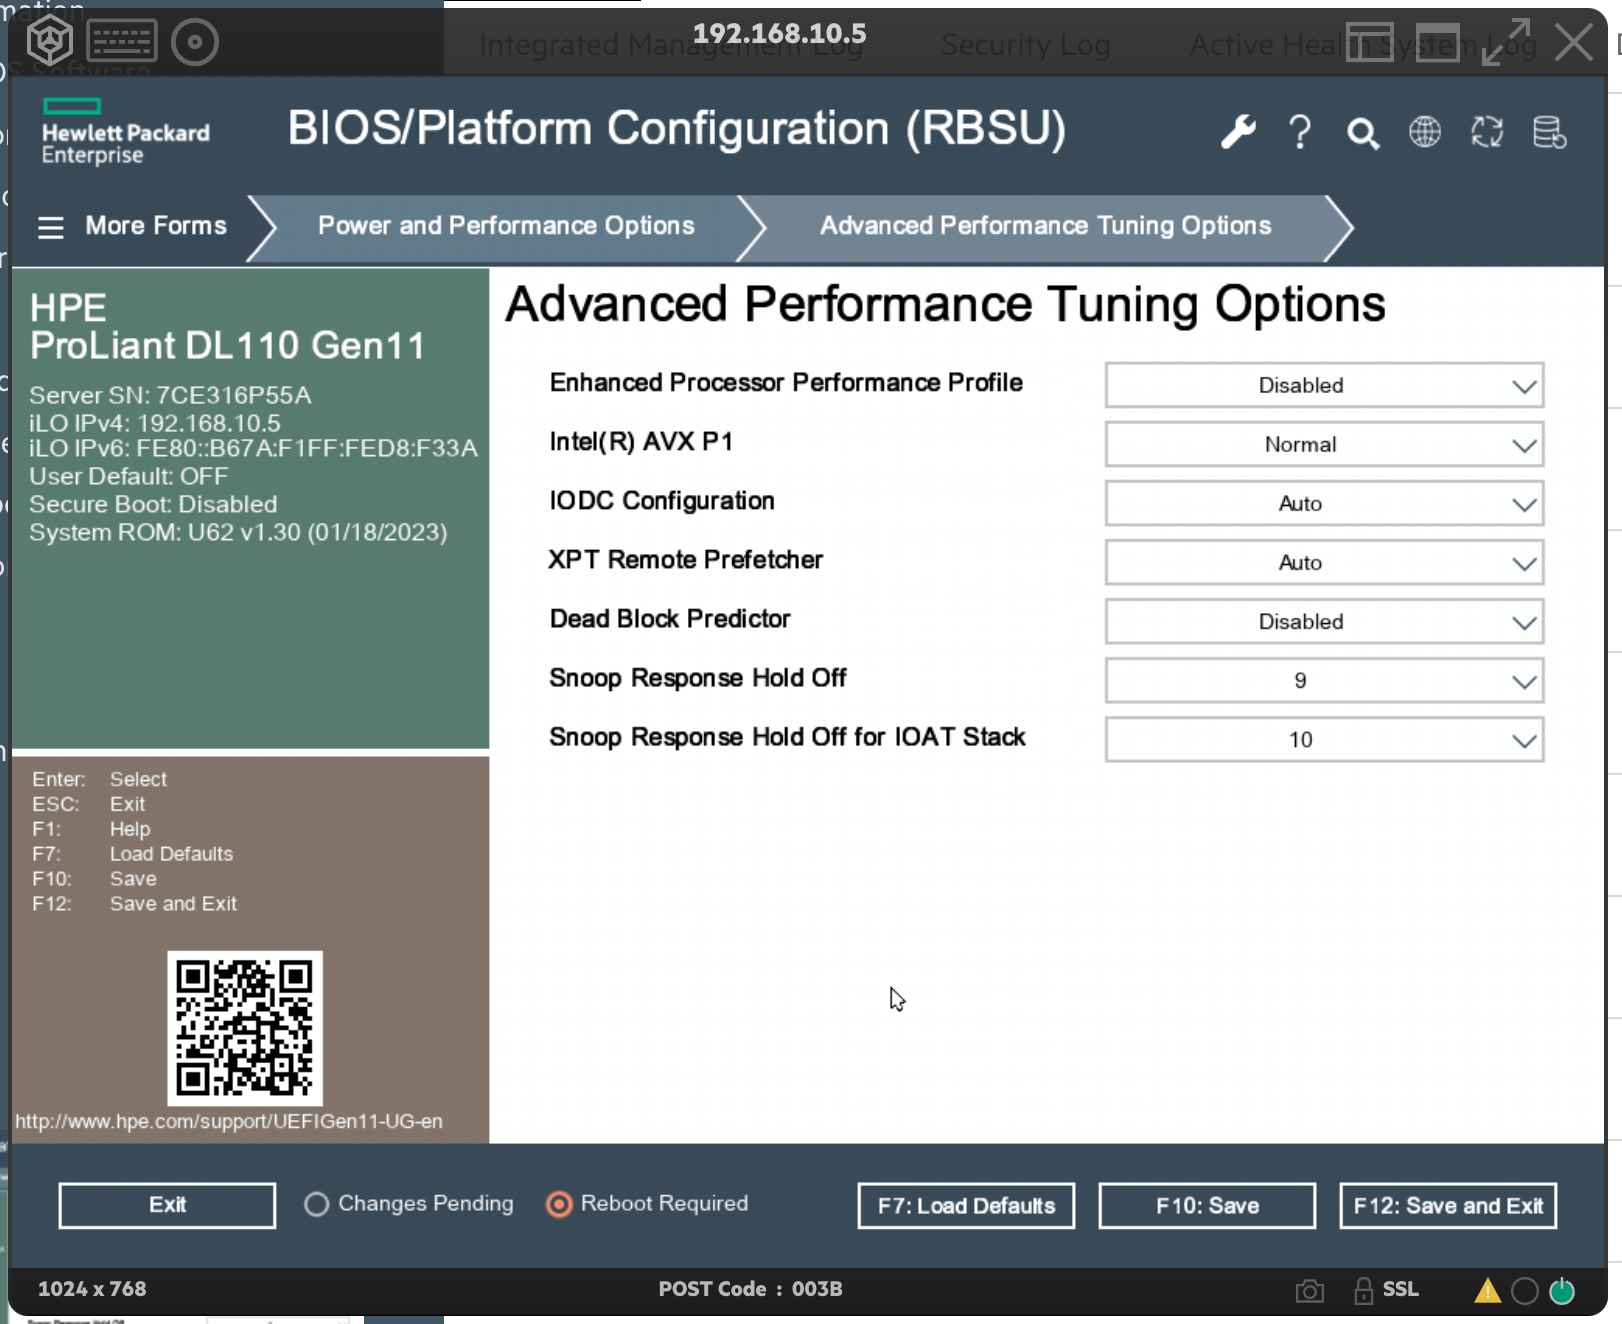 192.168.10.5
Integrated Management Log
Security Log
Active Health System Log
Hewlett Packard
Enterprise
BIOS/Platform Configuration (RBSU)
More Forms
Power and Performance Options
Advanced Performance Tuning Options
HPE
ProLiant DL110 Gen11
Server SN: 7CE316P55A
iLO IPv4: 192.168.10.5
iLO IPv6: FE80::B67A:F1FF:FED8:F33A
User Default: OFF
Secure Boot: Disabled
System ROM: U62 v1.30 (01/18/2023)
Enter: Select
ESC: Exit
F1: Help
F7: Load Defaults
F10: Save
F12: Save and Exit
http://www.hpe.com/support/UEFIGen11-UG-en
Advanced Performance Tuning Options
Enhanced Processor Performance Profile Disabled
Intel(R) AVX P1 Normal
IODC Configuration Auto
XPT Remote Prefetcher Auto
Dead Block Predictor Disabled
Snoop Response Hold Off 9
Snoop Response Hold Off for IOAT Stack 10
Exit
Changes Pending
Reboot Required
F7: Load Defaults
F10: Save
F12: Save and Exit
1024 x 768
POST Code : 003B
SSL